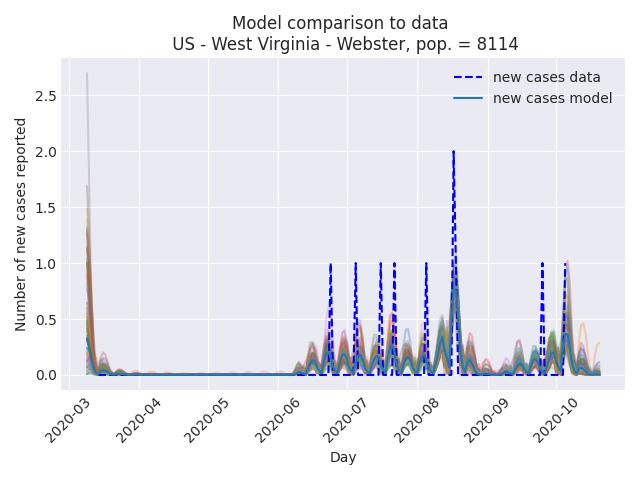 Model comparison to data
US - West Virginia - Webster, pop. = 8114
new cases data
new cases model
Number of new cases reported
2.5
2.0
1.5
1.0
0.5
0.0
2020-03
2020-04
2020-05
2020-06
2020-07
2020-08
2020-09
2020-10
Day